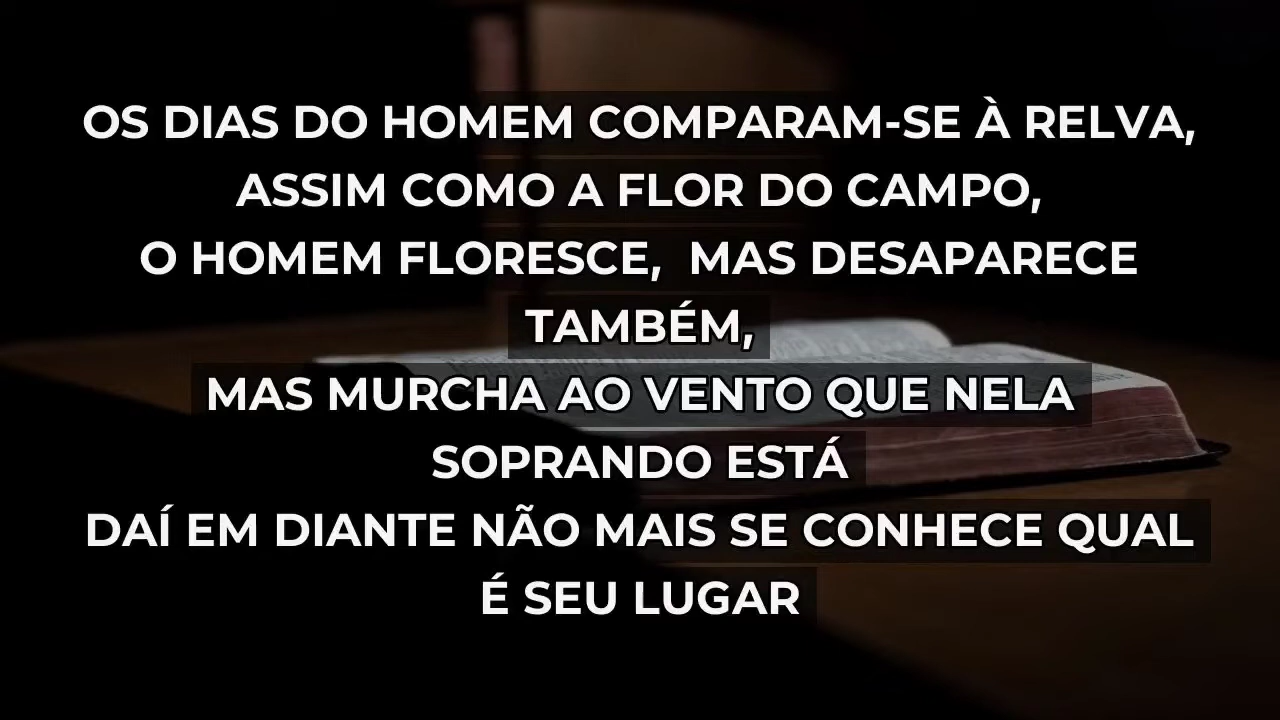 OS DIAS DO HOMEM COMPARAM-SE À RELVA,
ASSIM COMO A FLOR DO CAMPO,
O HOMEM FLORESCE,  MAS DESAPARECE
TAMBÉM,
MAS MURCHA AO VENTO QUE NELA
SOPRANDO ESTÁ
DAÍ EM DIANTE NÃO MAIS SE CONHECE QUAL
É SEU LUGAR